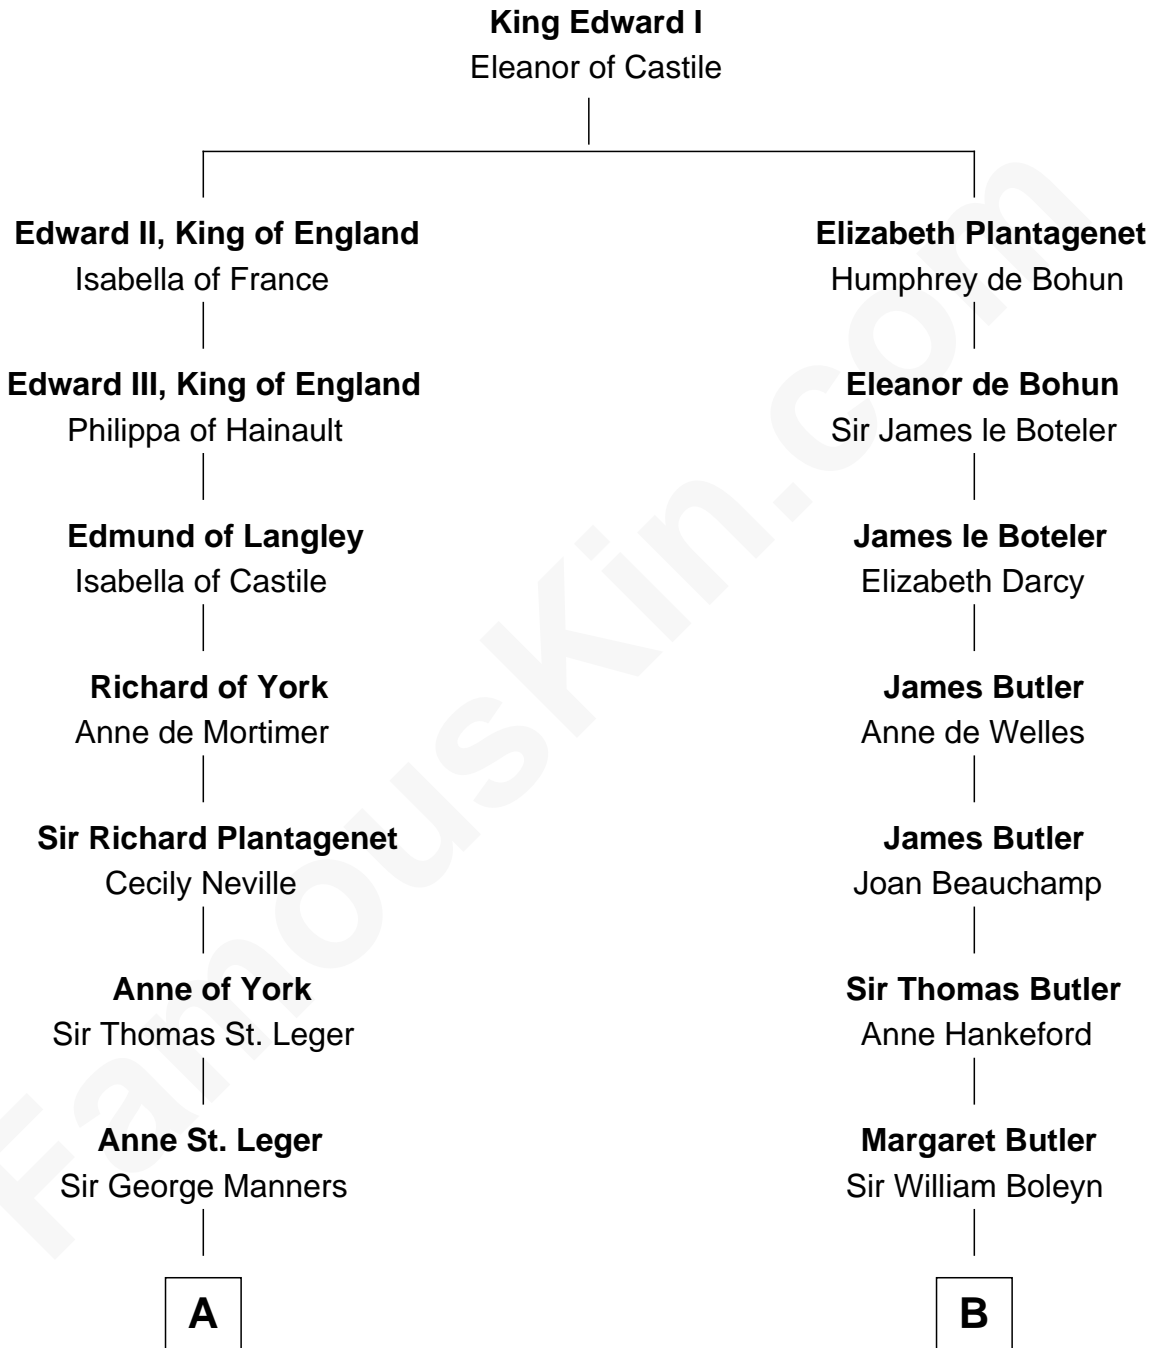 King Edward I
Eleanor of Castile
Edward II, King of England
Isabella of France
Elizabeth Plantagenet
Humphrey de Bohun
Edward III, King of England
Philippa of Hainault
Eleanor de Bohun
Sir James le Boteler
Edmund of Langley
Isabella of Castile
James le Boteler
Elizabeth Darcy
Richard of York
Anne de Mortimer
James Butler
Anne de Welles
Sir Richard Plantagenet
Cecily Neville
James Butler
Joan Beauchamp
Anne of York
Sir Thomas St. Leger
Sir Thomas Butler
Anne Hankeford
Anne St. Leger
Sir George Manners
Margaret Butler
Sir William Boleyn
A
B
FamousKin.com